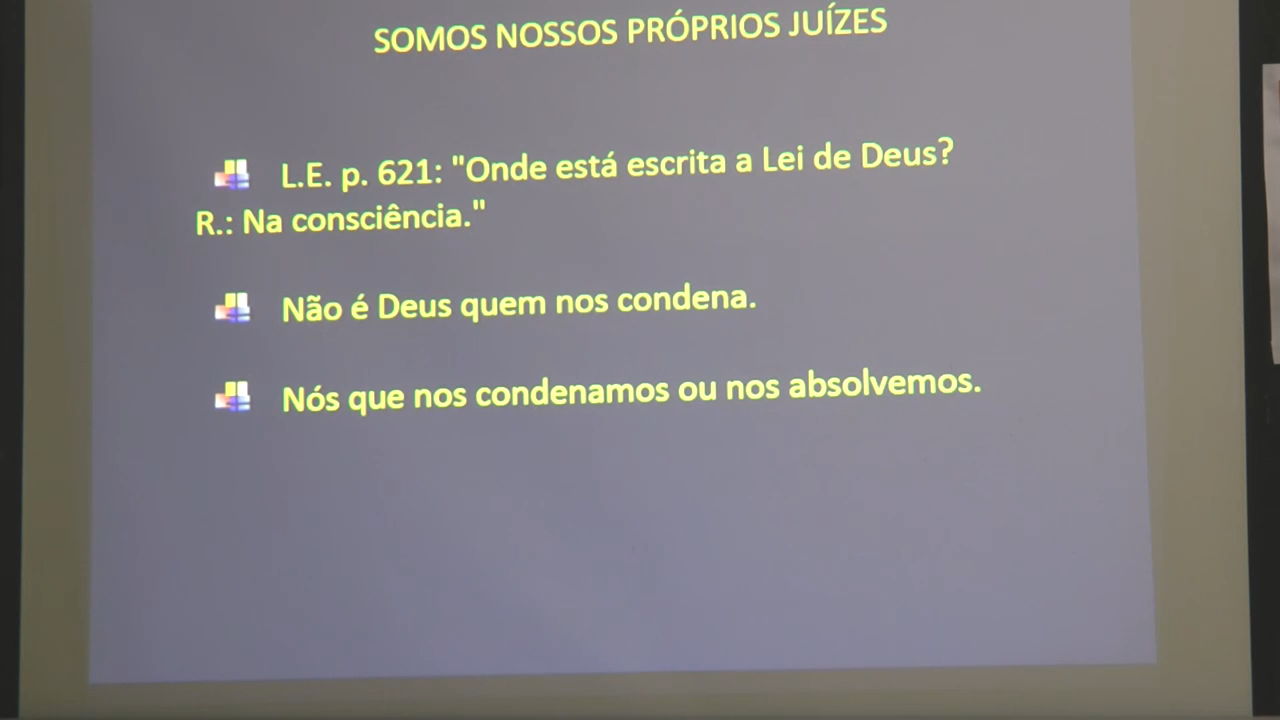 SOMOS NOSSOS PRÓPRIOS JUÍZES
L.E. p. 621: "Onde está escrita a Lei de Deus?
R.: Na consciência."
Não é Deus quem nos condena.
Nós que nos condenamos ou nos absolvemos.